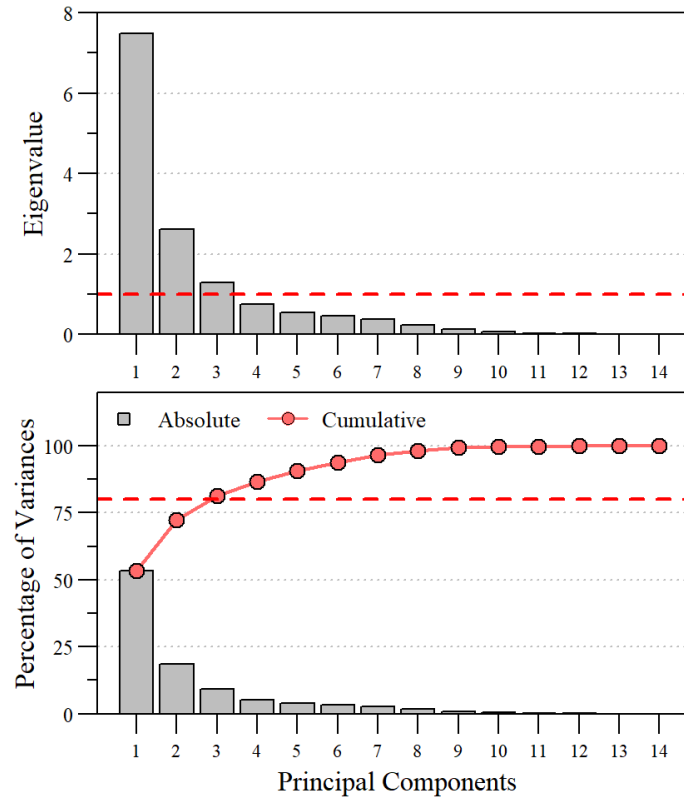 8
6
4
2
0
Eigenvalue
1 2 3 4 5 6 7 8 9 10 11 12 13 14
Absolute Cumulative
100
75
50
25
0
Percentage of Variances
1 2 3 4 5 6 7 8 9 10 11 12 13 14
Principal Components